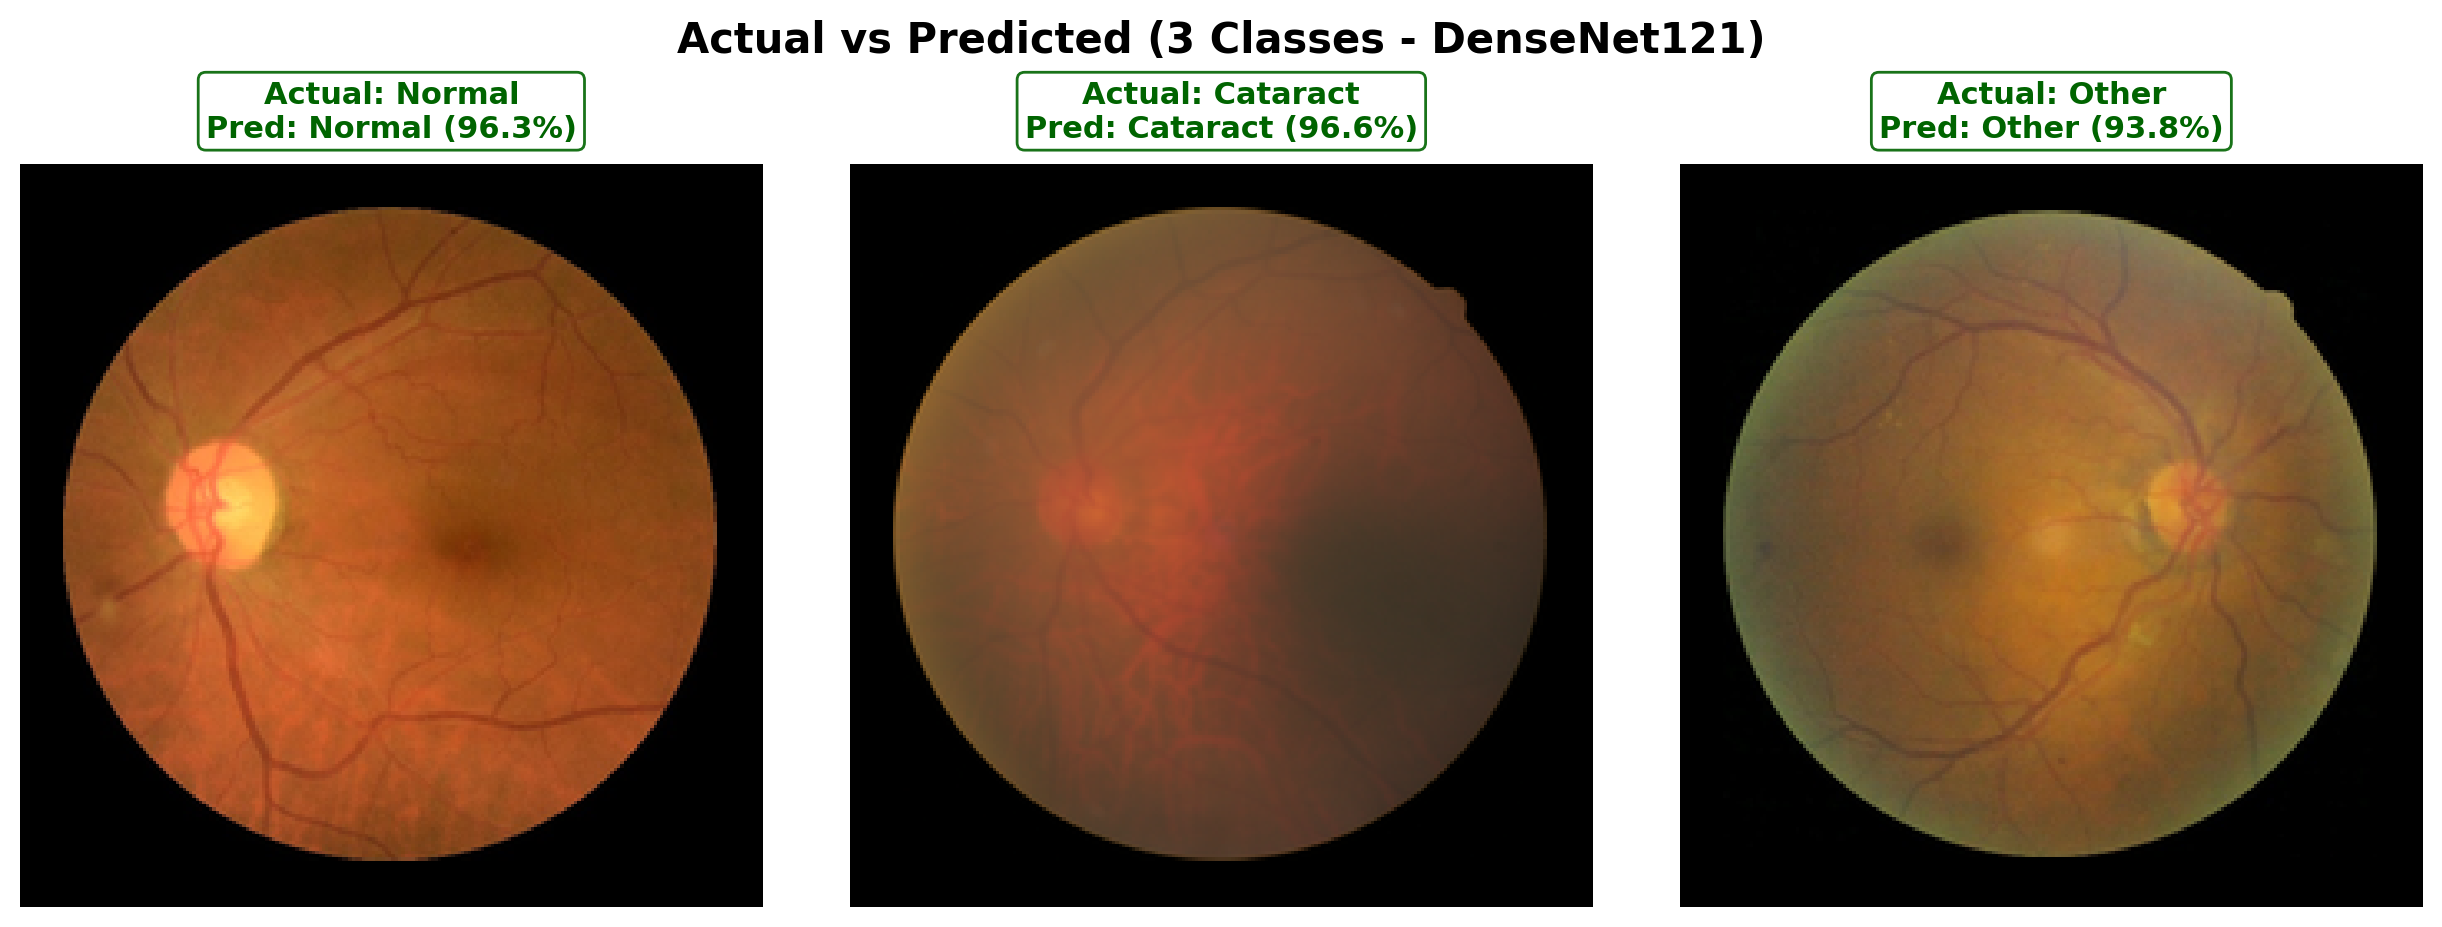 Actual vs Predicted (3 Classes - DenseNet121)
Actual: Normal
Pred: Normal (96.3%)
Actual: Cataract
Pred: Cataract (96.6%)
Actual: Other
Pred: Other (93.8%)